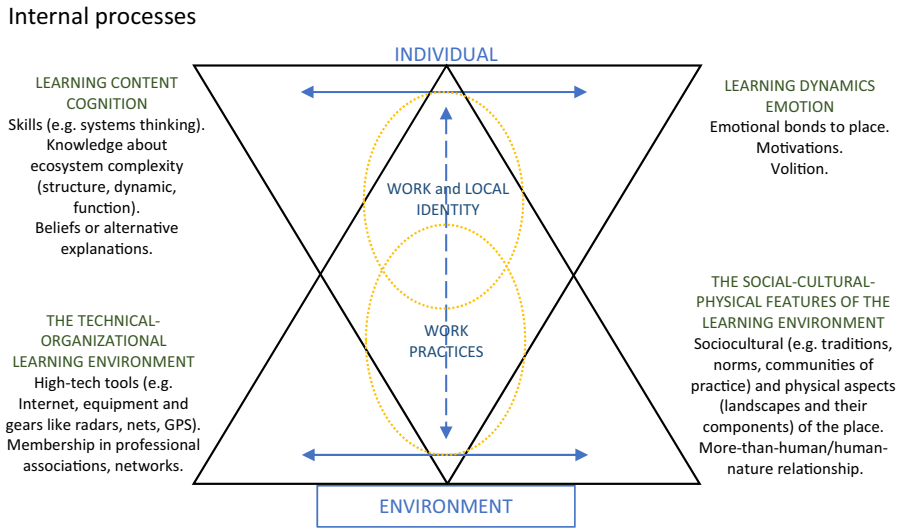 Internal processes
INDIVIDUAL
LEARNING CONTENT
COGNITION
Skills (e.g. systems thinking).
Knowledge about
ecosystem complexity
(structure, dynamic,
function).
Beliefs or alternative
explanations.
LEARNING DYNAMICS
EMOTION
Emotional bonds to place.
Motivations.
Volition.
WORK and LOCAL
IDENTITY
WORK
PRACTICES
THE TECHNICAL-
ORGANIZATIONAL
LEARNING ENVIRONMENT
High-tech tools (e.g.
Internet, equipment and
gears like radars, nets, GPS).
Membership in professional
associations, networks.
THE SOCIAL-CULTURAL-
PHYSICAL FEATURES OF THE
LEARNING ENVIRONMENT
Sociocultural (e.g. traditions,
norms, communities of
practice) and physical aspects
(landscapes and their
components) of the place.
More-than-human/human-
nature relationship.
ENVIRONMENT